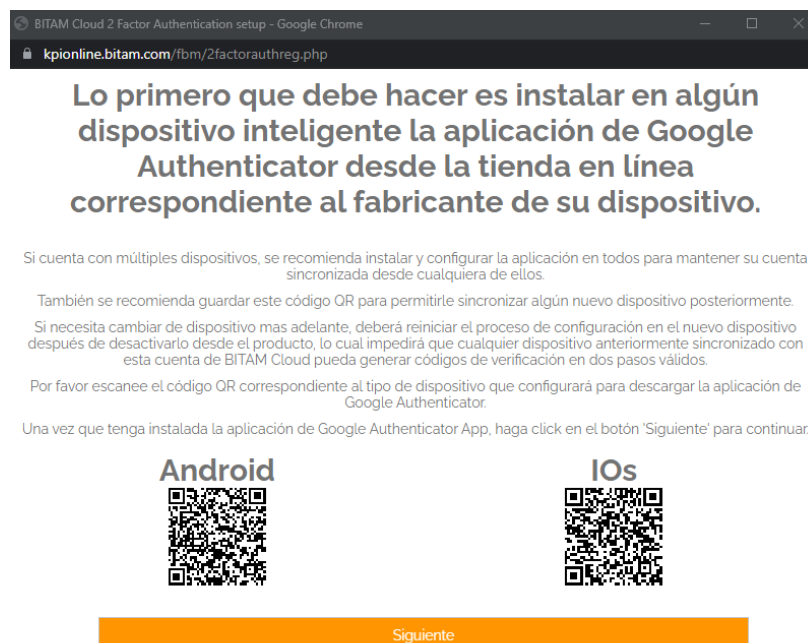 BITAM Cloud 2 Factor Authentication setup - Google Chrome
kpionline.bitam.com/fbm/2factorauthreg.php
Lo primero que debe hacer es instalar en algún
dispositivo inteligente la aplicación de Google
Authenticator desde la tienda en línea
correspondiente al fabricante de su dispositivo.
Si cuenta con múltiples dispositivos, se recomienda instalar y configurar la aplicación en todos para mantener su cuenta
sincronizada desde cualquiera de ellos.
También se recomienda guardar este código QR para permitirle sincronizar algún nuevo dispositivo posteriormente.
Si necesita cambiar de dispositivo mas adelante, deberá reiniciar el proceso de configuración en el nuevo dispositivo
después de desactivarlo desde el producto, lo cual impedirá que cualquier dispositivo anteriormente sincronizado con
esta cuenta de BITAM Cloud pueda generar códigos de verificación en dos pasos válidos.
Por favor escanee el código QR correspondiente al tipo de dispositivo que configurará para descargar la aplicación de
Google Authenticator.
Una vez que tenga instalada la aplicación de Google Authenticator App, haga click en el botón 'Siguiente' para continuar.
Android
IOs
Siguiente